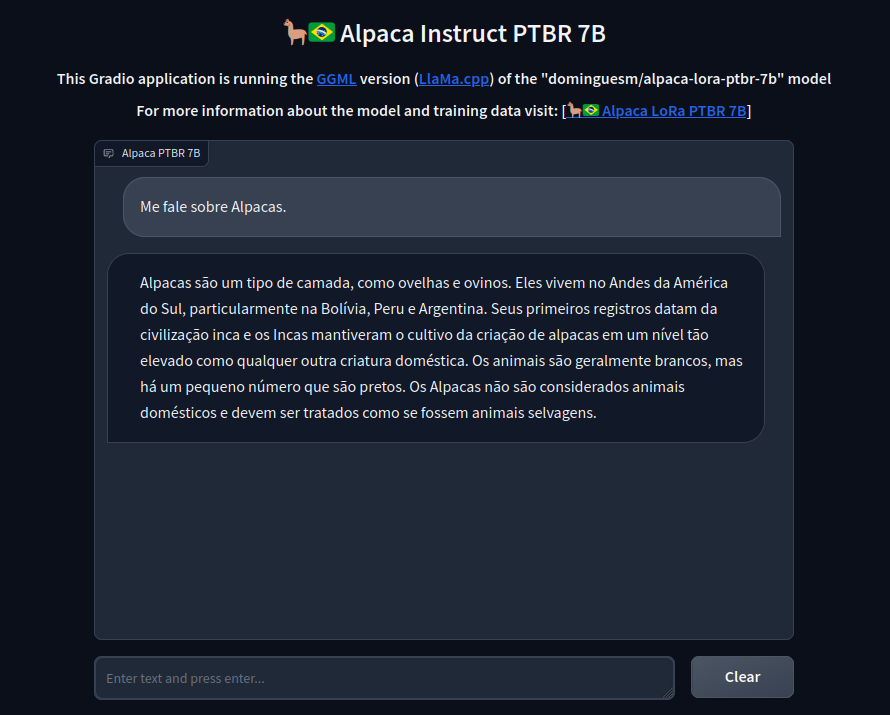 🦙🇧🇷 Alpaca Instruct PTBR 7B
This Gradio application is running the GGML version (LlaMa.cpp) of the "dominguesm/alpaca-lora-ptbr-7b" model
For more information about the model and training data visit: [🦙🇧🇷 Alpaca LoRa PTBR 7B]
Alpaca PTBR 7B
Me fale sobre Alpacas.
Alpacas são um tipo de camada, como ovelhas e ovinos. Eles vivem no Andes da América
do Sul, particularmente na Bolívia, Peru e Argentina. Seus primeiros registros datam da
civilização inca e os Incas mantiveram o cultivo da criação de alpacas em um nível tão
elevado como qualquer outra criatura doméstica. Os animais são geralmente brancos, mas
há um pequeno número que são pretos. Os Alpacas não são considerados animais
domésticos e devem ser tratados como se fossem animais selvagens.
Enter text and press enter...
Clear